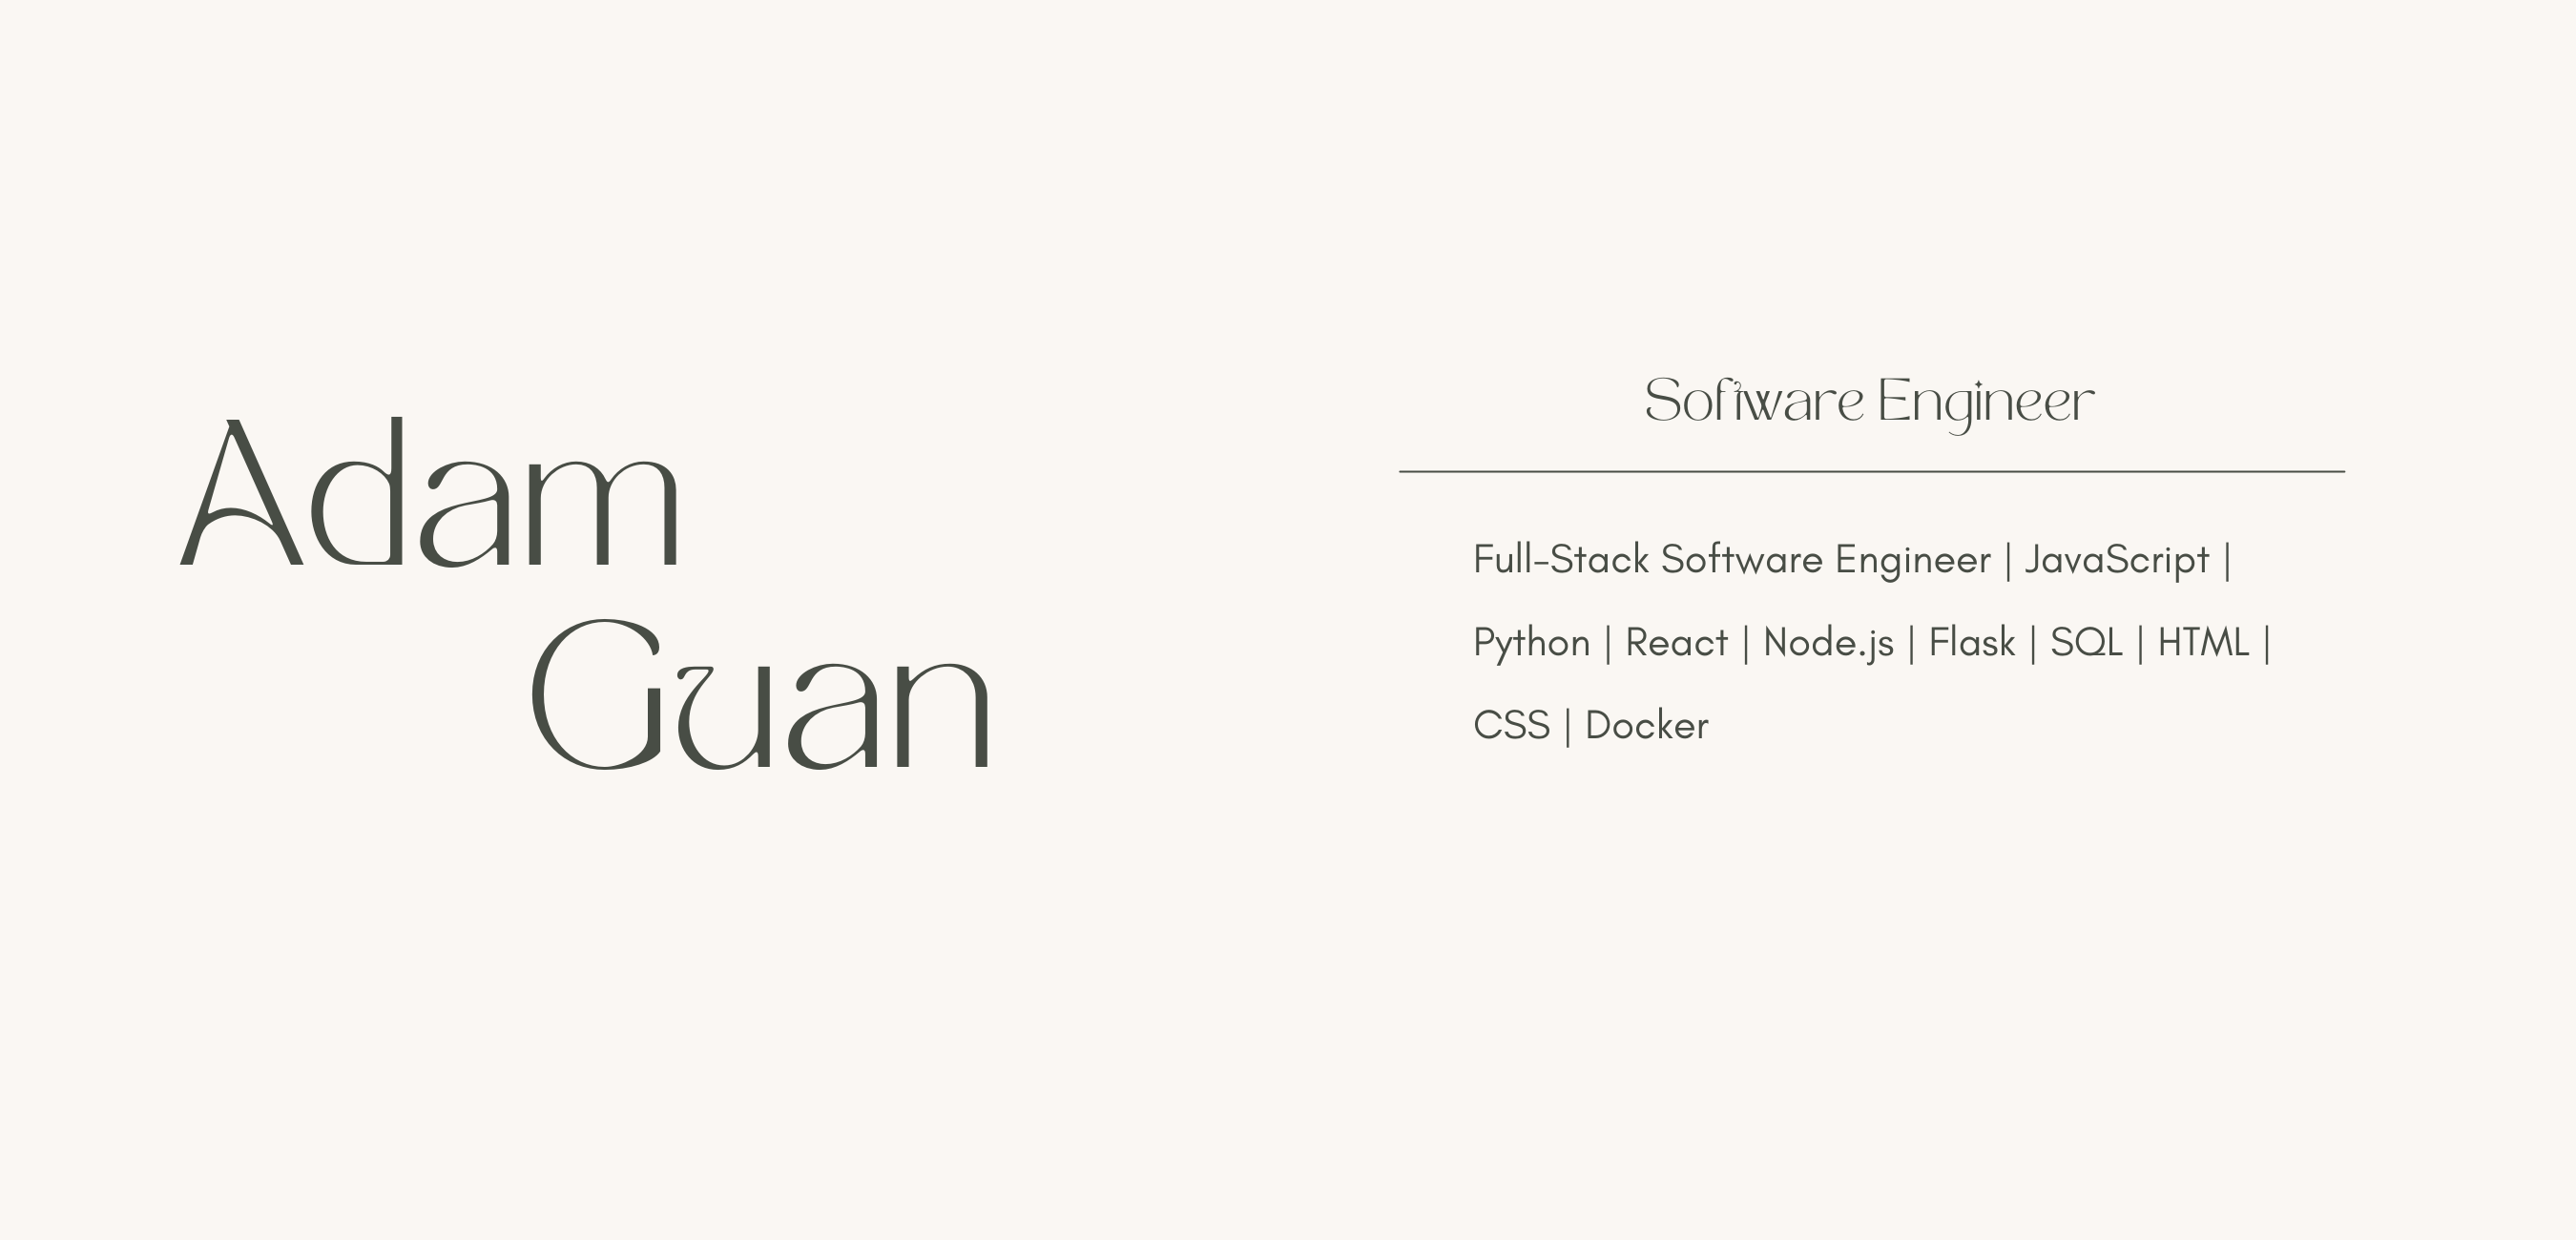 Adam
Guan
Software Engineer
Full-Stack Software Engineer | JavaScript |
Python | React | Node.js | Flask | SQL | HTML |
CSS | Docker